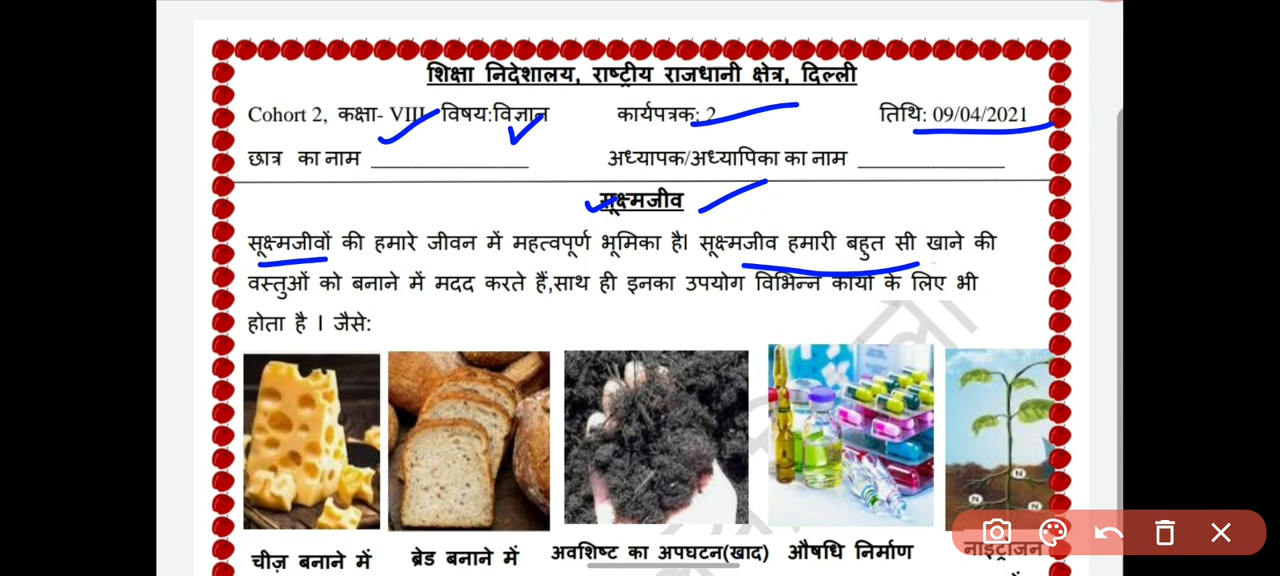 शिक्षा निदेशालय, राष्ट्रीय राजधानी क्षेत्र, दिल्ली
Cohort 2, कक्षा- VIII विषय:विज्ञान कार्यपत्रक: 2 तिथि: 09/04/2021
छात्र का नाम ________________ अध्यापक/अध्यापिका का नाम ________________
सूक्ष्मजीव
सूक्ष्मजीवों की हमारे जीवन में महत्वपूर्ण भूमिका है। सूक्ष्मजीव हमारी बहुत सी खाने की
वस्तुओं को बनाने में मदद करते हैं,साथ ही इनका उपयोग विभिन्न कार्यों के लिए भी
होता है । जैसे:
N
N
N
चीज़ बनाने में ब्रेड बनाने में अवशिष्ट का अपघटन(खाद) औषधि निर्माण नाइट्रोजन